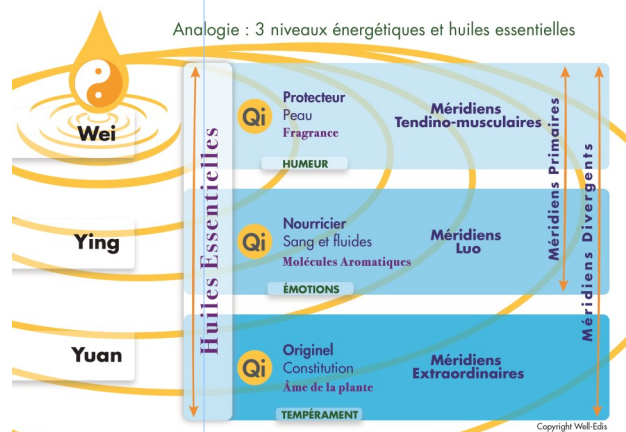 Analogie : 3 niveaux énergétiques et huiles essentielles
Wei
Huiles Essentielles
Qi
Protecteur
Peau
Fragrance
HUMEUR
Méridiens
Tendino-musculaires
Méridiens Primaires
Méridiens Divergents
Ying
Qi
Nourricier
Sang et fluides
Molécules Aromatiques
ÉMOTIONS
Méridiens
Luo
Yuan
Qi
Originel
Constitution
Âme de la plante
TEMPÉRAMENT
Méridiens
Extraordinaires
Copyright Well-Edis